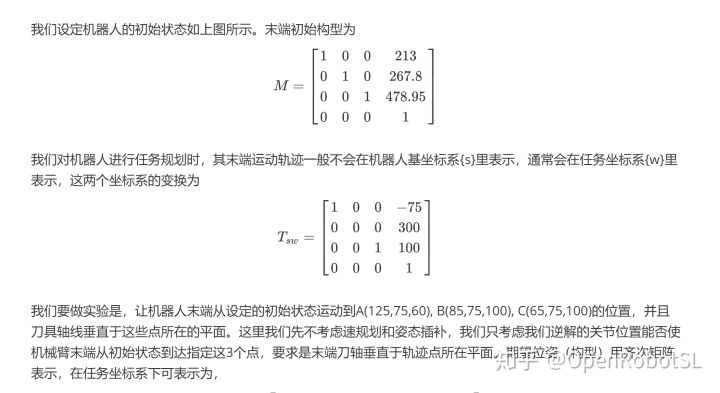 我们设定机器人的初始状态如上图所示。末端初始构型为
M = [1 0 0 213
0 1 0 267.8
0 0 1 478.95
0 0 0 1]
我们对机器人进行任务规划时，其末端运动轨迹一般不会在机器人基坐标系{s}里表示，通常会在任务坐标系{w}里
表示，这两个坐标系的变换为
T_sw = [1 0 0 −75
0 0 0 300
0 0 1 100
0 0 0 1]
我们要做实验是，让机器人末端从设定的初始状态运动到A(125,75,60), B(85,75,100), C(65,75,100)的位置，并且
刀具轴线垂直于这些点所在的平面。这里我们先不考虑速规划和姿态插补，我们只考虑我们逆解的关节位置能否使
机械臂末端从初始状态到达指定这3个点，要求是末端刀轴垂直于轨迹点所在平面。期望位姿（构型）用齐次矩阵
表示，在任务坐标系下可表示为，
知乎 @OpenRobotSL